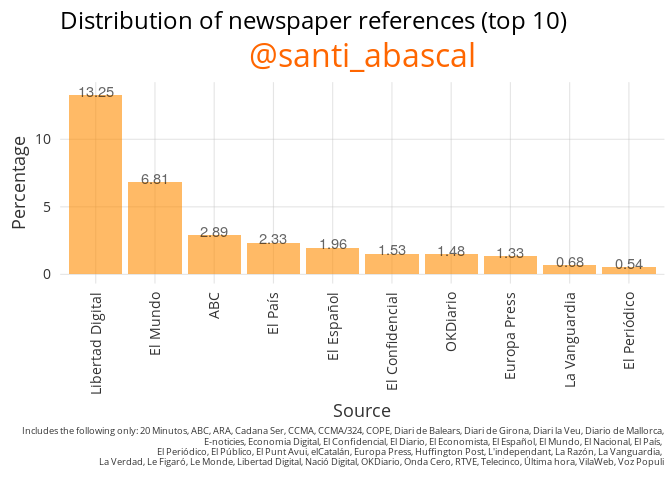 Distribution of newspaper references (top 10)
@santi_abascal
Percentage
10
5
0
13.25
6.81
2.89
2.33
1.96
1.53
1.48
1.33
0.68
0.54
Libertad Digital
El Mundo
ABC
El País
El Español
El Confidencial
OKDiario
Europa Press
La Vanguardia
El Periódico
Source
Includes the following only: 20 Minutos, ABC, ARA, Cadana Ser, CCMA, CCMA/324, COPE, Diari de Balears, Diari de Girona, Diari la Veu, Diario de Mallorca,
E-noticies, Economia Digital, El Confidencial, El Diario, El Economista, El Español, El Mundo, El Nacional, El País,
El Periódico, El Público, El Punt Avui, elCatalán, Europa Press, Huffington Post, L'independant, La Razón, La Vanguardia,
La Verdad, Le Figaró, Le Monde, Libertad Digital, Nació Digital, OKDiario, Onda Cero, RTVE, Telecinco, Última hora, VilaWeb, Voz Populi